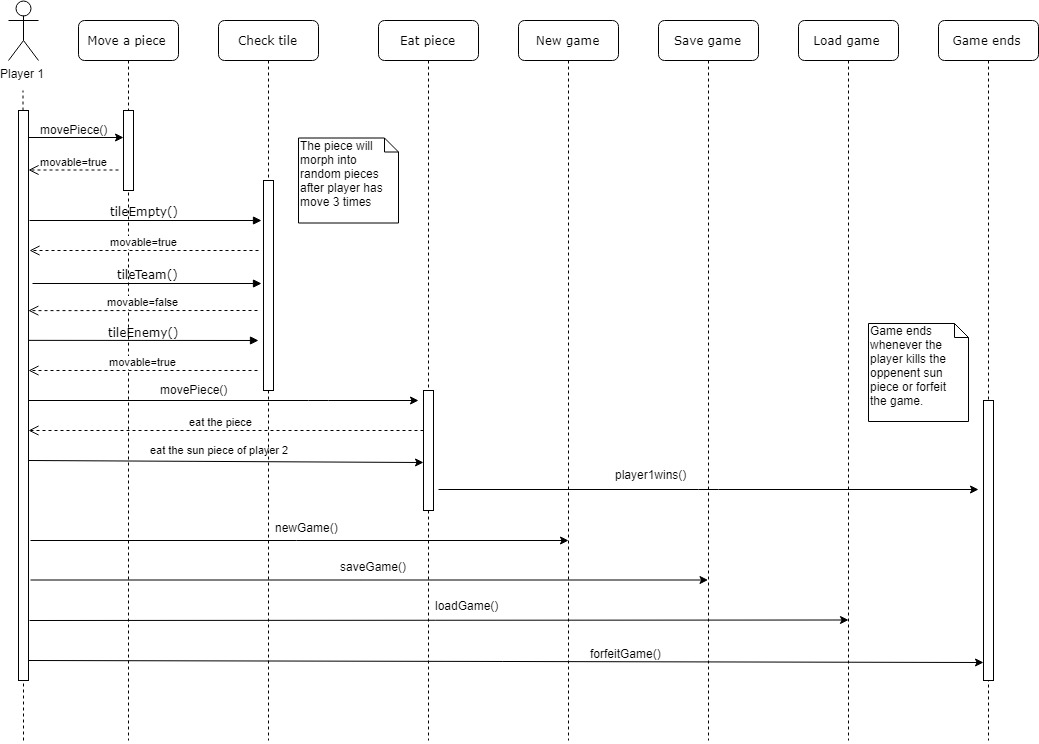 Player 1
Move a piece
Check tile
Eat piece
New game
Save game
Load game
Game ends
movePiece()
movable=true
The piece will
morph into
random pieces
after player has
move 3 times
tileEmpty()
movable=true
tileTeam()
movable=false
tileEnemy()
movable=true
Game ends
whenever the
player kills the
oppenent sun
piece or forfeit
the game.
movePiece()
eat the piece
eat the sun piece of player 2
player1wins()
newGame()
saveGame()
loadGame()
forfeitGame()